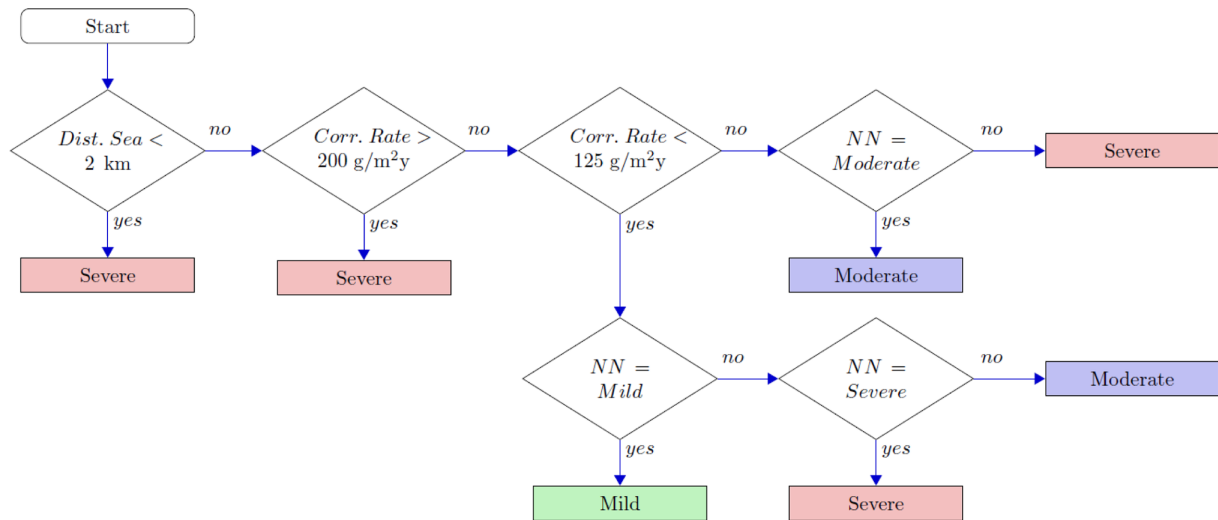 Start
Dist. Sea <
2 km
no
Corr. Rate >
200 g/m²y
no
Corr. Rate <
125 g/m²y
no
NN =
Moderate
no
Severe
yes
yes
yes
yes
Severe
Severe
Moderate
NN =
Mild
no
NN =
Severe
no
Moderate
yes
yes
Mild
Severe